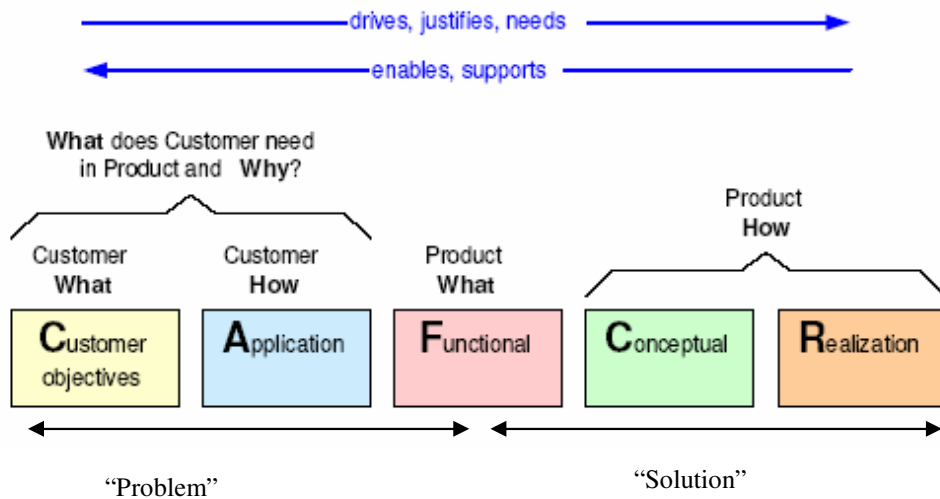 drives, justifies, needs
enables, supports
What does Customer need
in Product and Why?
Product
How
Customer
What
Customer
How
Product
What
Customer
objectives
Application
Functional
Conceptual
Realization
“Problem”
“Solution”